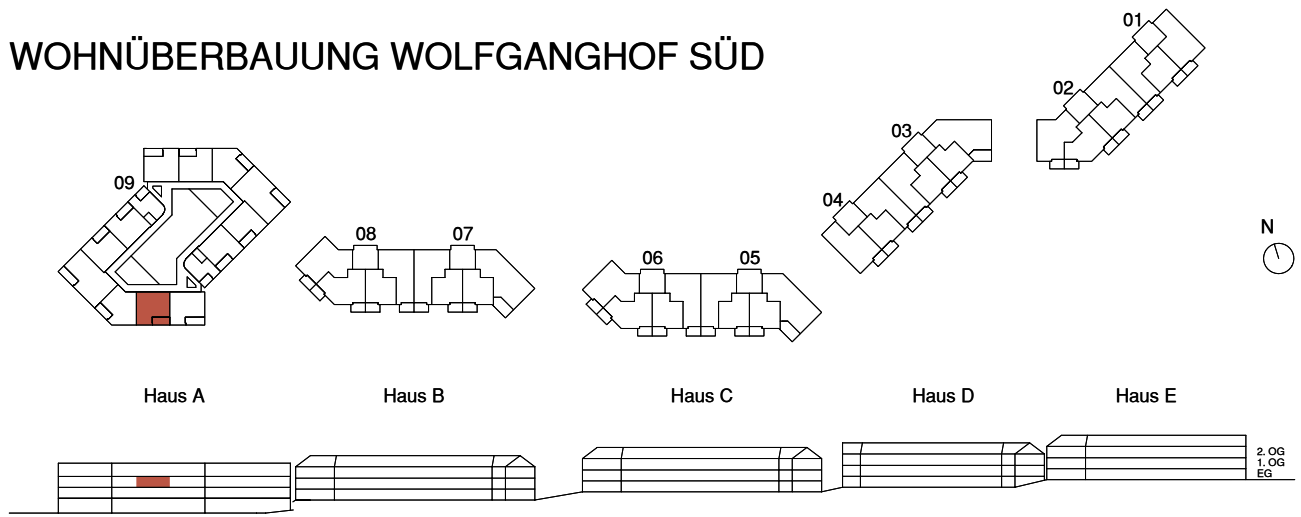 WOHNÜBERBAUUNG WOLFGANGHOF SÜD
01
02
03
04
09
08
07
06
05
N
Haus A
Haus B
Haus C
Haus D
Haus E
2. OG
1. OG
EG